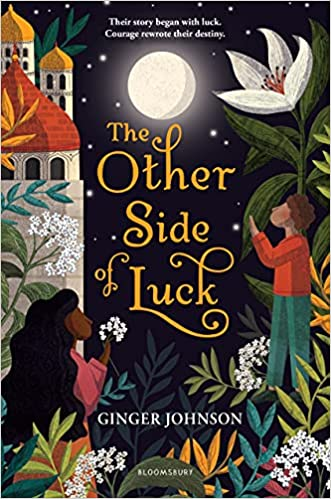 Their story began with luck.
Courage rewrote their destiny.
The
Other
Side
of Luck
GINGER JOHNSON
BLOOMSBURY